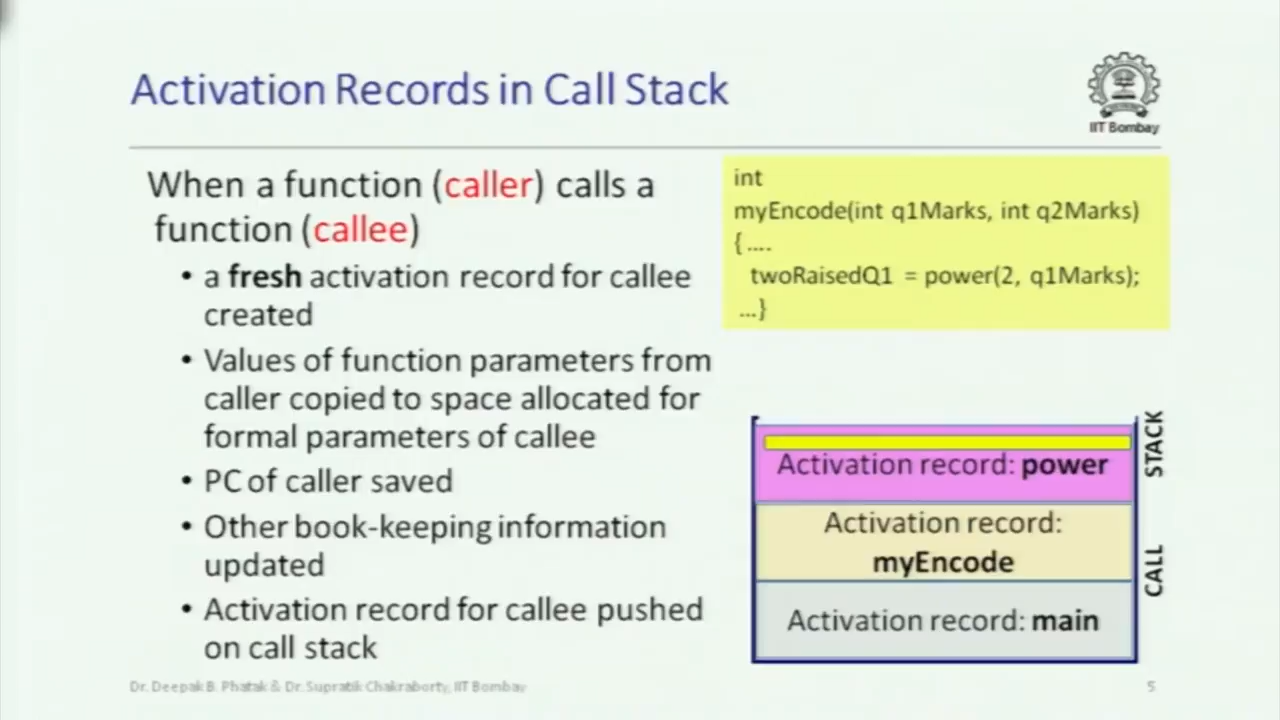 Activation Records in Call Stack
IIT Bombay
When a function (caller) calls a
function (callee)
• a fresh activation record for callee
created
• Values of function parameters from
caller copied to space allocated for
formal parameters of callee
• PC of caller saved
• Other book-keeping information
updated
• Activation record for callee pushed
on call stack
int
myEncode(int q1Marks, int q2Marks)
{ ....
twoRaisedQ1 = power(2, q1Marks);
...}
Activation record: power
Activation record:
myEncode
Activation record: main
CALL STACK
Dr. Deepak B. Phatak & Dr. Supratik Chakraborty, IIT Bombay
5